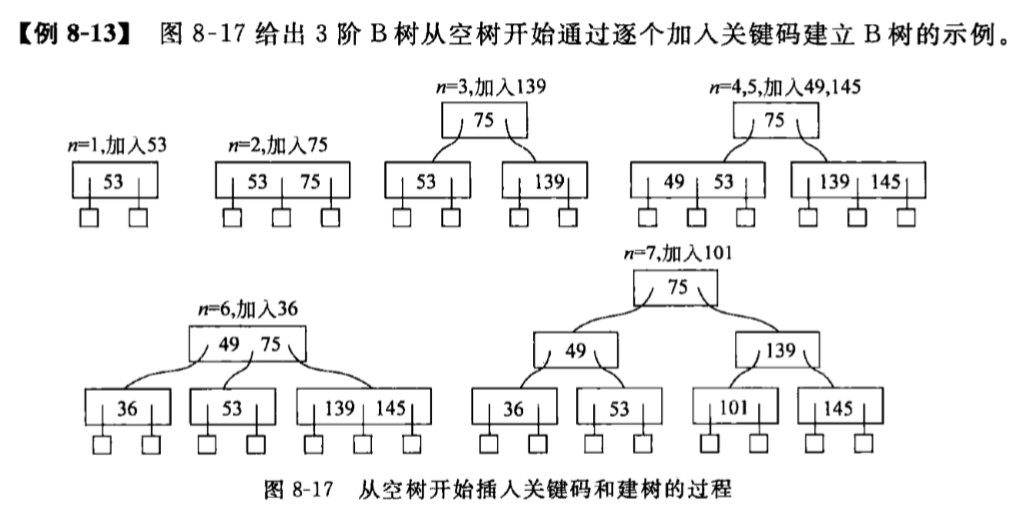 【例 8-13】 图 8-17 给出 3 阶 B 树从空树开始通过逐个加入关键码建立 B 树的示例。
n=1,加入53
53
n=2,加入75
53 75
n=3,加入139
75
53 139
n=4,5,加入49,145
75
49 53 139 145
n=6,加入36
49 75
36 53 139 145
n=7,加入101
75
49 139
36 53 101 145
图 8-17 从空树开始插入关键码和建树的过程